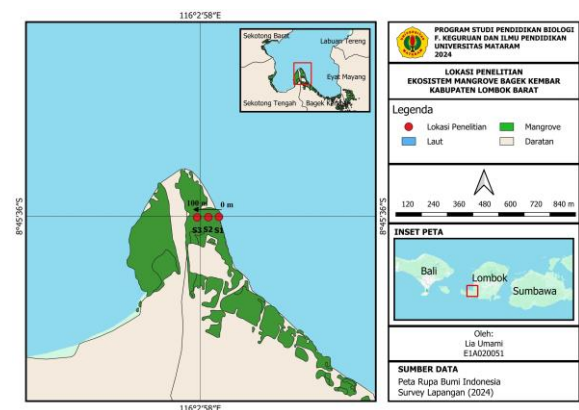 116°2'58"E
Sekotong Barat
Labuan Tereng
Eyat Mayang
Sekotong Tengah
Bagek Kembar
8°45'36"S
100 m
0 m
S3 S2 S1
8°45'36"S
116°2'58"E
PROGRAM STUDI PENDIDIKAN BIOLOGI
F. KEGURUAN DAN ILMU PENDIDIKAN
UNIVERSITAS MATARAM
2024
LOKASI PENELITIAN
EKOSISTEM MANGROVE BAGEK KEMBAR
KABUPATEN LOMBOK BARAT
Legenda
Lokasi Penelitian
Mangrove
Laut
Daratan
120 240 360 480 600 720 840 m
INSET PETA
Bali
Lombok
Sumbawa
Oleh:
Lia Umami
E1A020051
SUMBER DATA
Peta Rupa Bumi Indonesia
Survey Lapangan (2024)